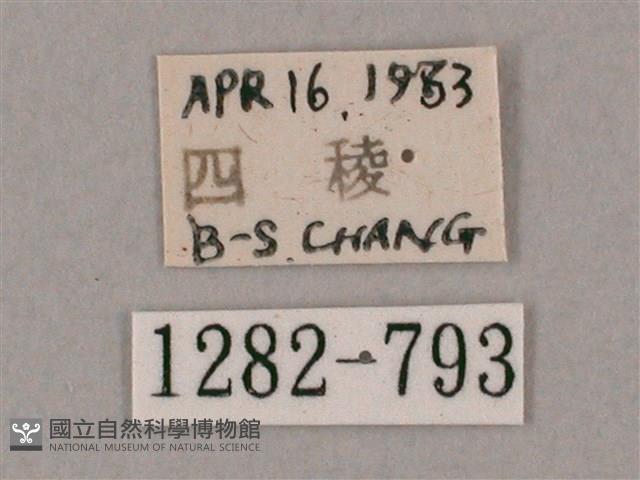 APR 16, 1983
四 稜
B-S. CHANG
1282-793
國立自然科學博物館
NATIONAL MUSEUM OF NATURAL SCIENCE